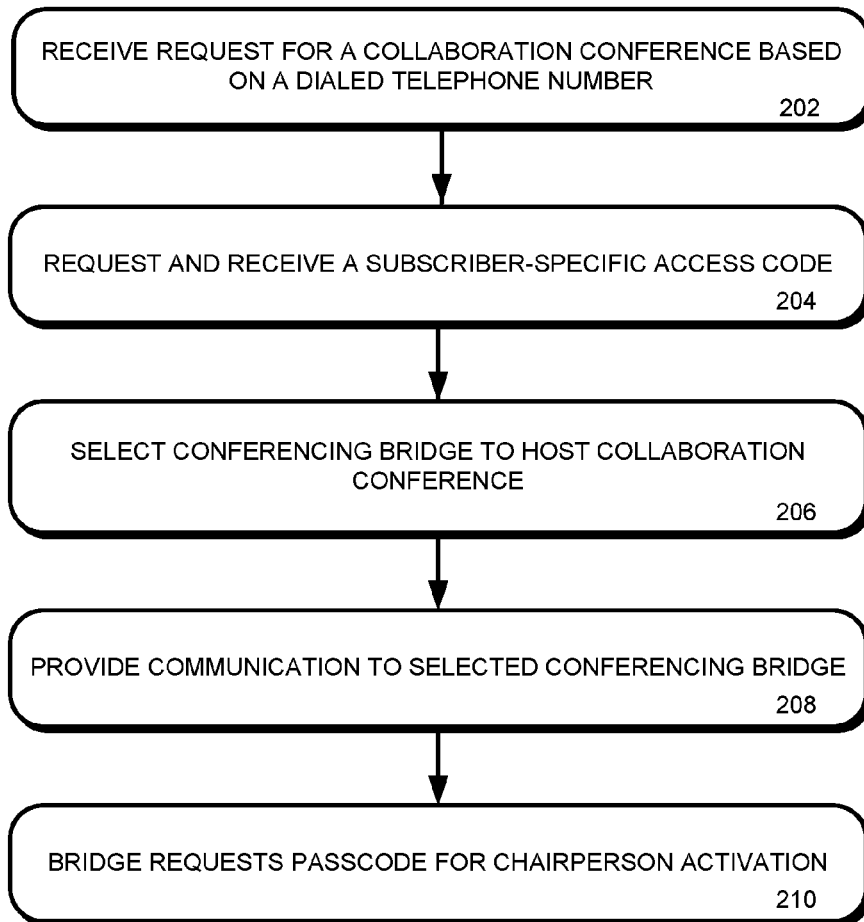 RECEIVE REQUEST FOR A COLLABORATION CONFERENCE BASED
ON A DIALED TELEPHONE NUMBER
202
REQUEST AND RECEIVE A SUBSCRIBER-SPECIFIC ACCESS CODE
204
SELECT CONFERENCING BRIDGE TO HOST COLLABORATION
CONFERENCE
206
PROVIDE COMMUNICATION TO SELECTED CONFERENCING BRIDGE
208
BRIDGE REQUESTS PASSCODE FOR CHAIRPERSON ACTIVATION
210